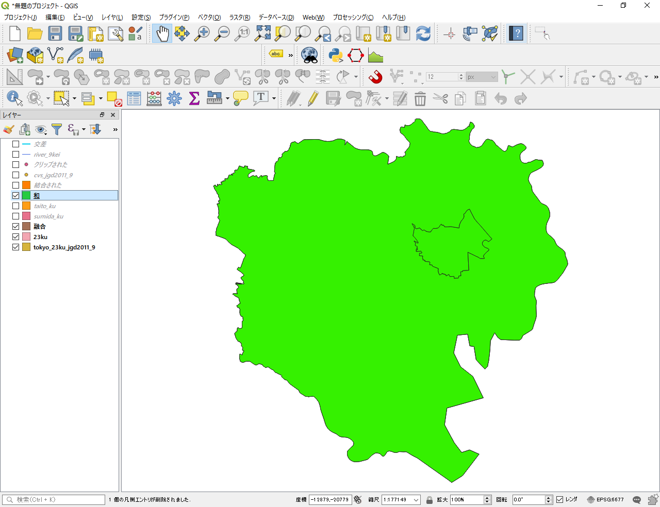 *無題のプロジェクト - QGIS
プロジェクト(J) 編集(E) ビュー(V) レイヤ(L) 設定(S) プラグイン(P) ベクタ(O) ラスタ(R) データベース(D) Web(W) プロセッシング(C) ヘルプ(H)
abc
12 px
レイヤー
交差
river_9kei
クリップされた
cvs_jgd2011_9
結合された
和
taito_ku
sumida_ku
融合
23ku
tokyo_23ku_jgd2011_9
検索(Ctrl + K) 1 個の凡例エントリが削除されました. 座標 -13873,-20779 縮尺 1:177145 拡大 100% 回転 0.0° レンダ EPSG:6677